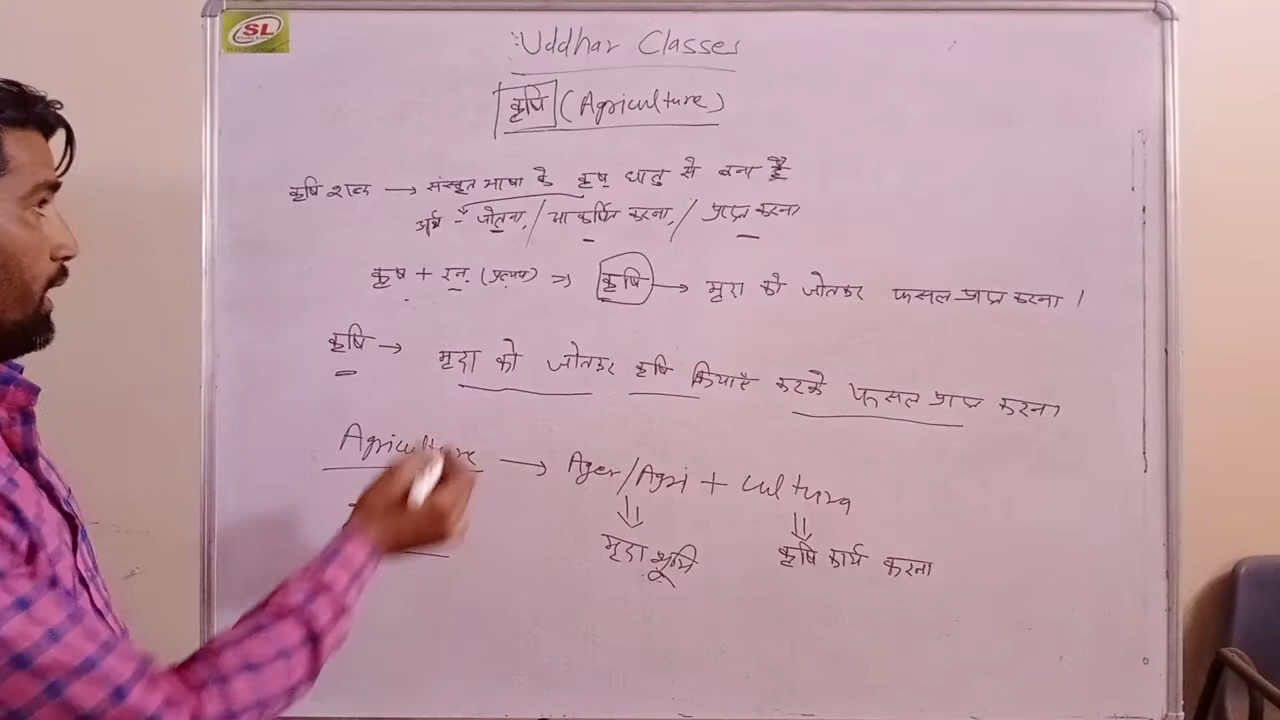 SL
Uddhar Classes
कृषि (Agriculture)
कृषि शब्द → संस्कृत भाषा के कृष् धातु से बना है
अर्थ - जोतना, / आकर्षित करना, / प्राप्त करना
कृष + इन् (प्रत्यय) ⇒ कृषि → मृदा को जोतकर फसल प्राप्त करना ।
कृषि → मृदा को जोतकर कृषि क्रियाएँ करके फसल प्राप्त करना
Agriculture → Ager/Agri + Cultura
मृदा भूमि कृषि कार्य करना